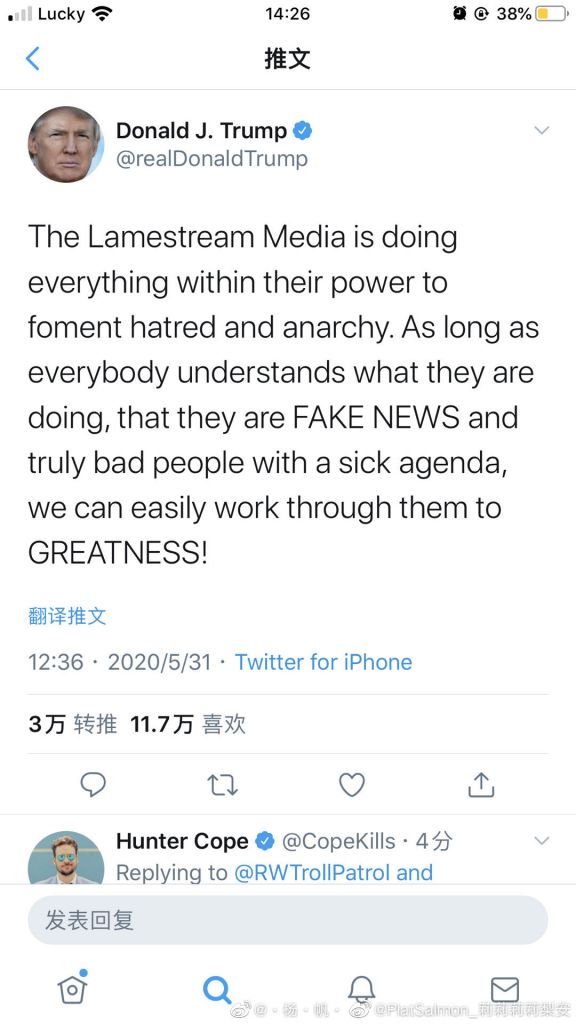 Lucky 14:26 38%
推文
Donald J. Trump
@realDonaldTrump
The Lamestream Media is doing
everything within their power to
foment hatred and anarchy. As long as
everybody understands what they are
doing, that they are FAKE NEWS and
truly bad people with a sick agenda,
we can easily work through them to
GREATNESS!
翻译推文
12:36 · 2020/5/31 · Twitter for iPhone
3万 转推 11.7万 喜欢
Hunter Cope @CopeKills · 4分
Replying to @RWTrollPatrol and
发表回复
@·杨·帆· @PlatSalmon_莉莉莉莉梨安